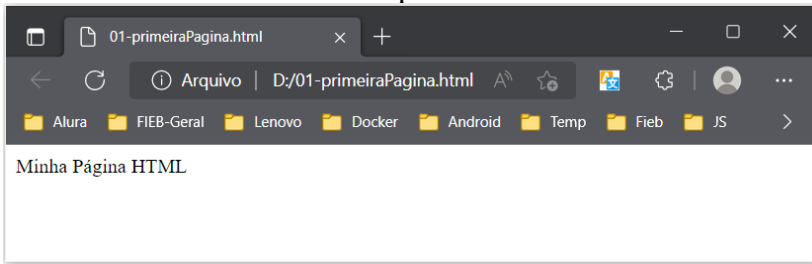 01-primeiraPagina.html
Arquivo | D:/01-primeiraPagina.html A
Alura FIEB-Geral Lenovo Docker Android Temp Fieb JS
Minha Página HTML